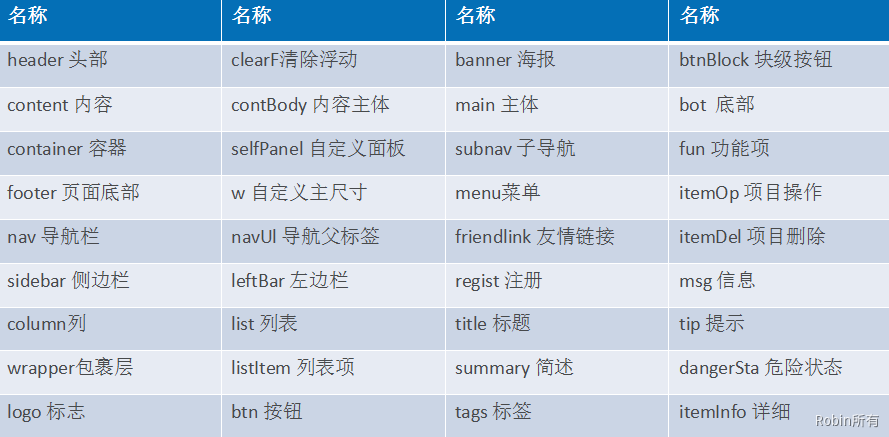 名称 名称 名称 名称
header 头部 clearF清除浮动 banner 海报 btnBlock 块级按钮
content 内容 contBody 内容主体 main 主体 bot 底部
container 容器 selfPanel 自定义面板 subnav 子导航 fun 功能项
footer 页面底部 w 自定义主尺寸 menu菜单 itemOp 项目操作
nav 导航栏 navUl 导航父标签 friendlink 友情链接 itemDel 项目删除
sidebar 侧边栏 leftBar 左边栏 regist 注册 msg 信息
column列 list 列表 title 标题 tip 提示
wrapper包裹层 listItem 列表项 summary 简述 dangerSta 危险状态
logo 标志 btn 按钮 tags 标签 itemInfo 详细
Robin所有